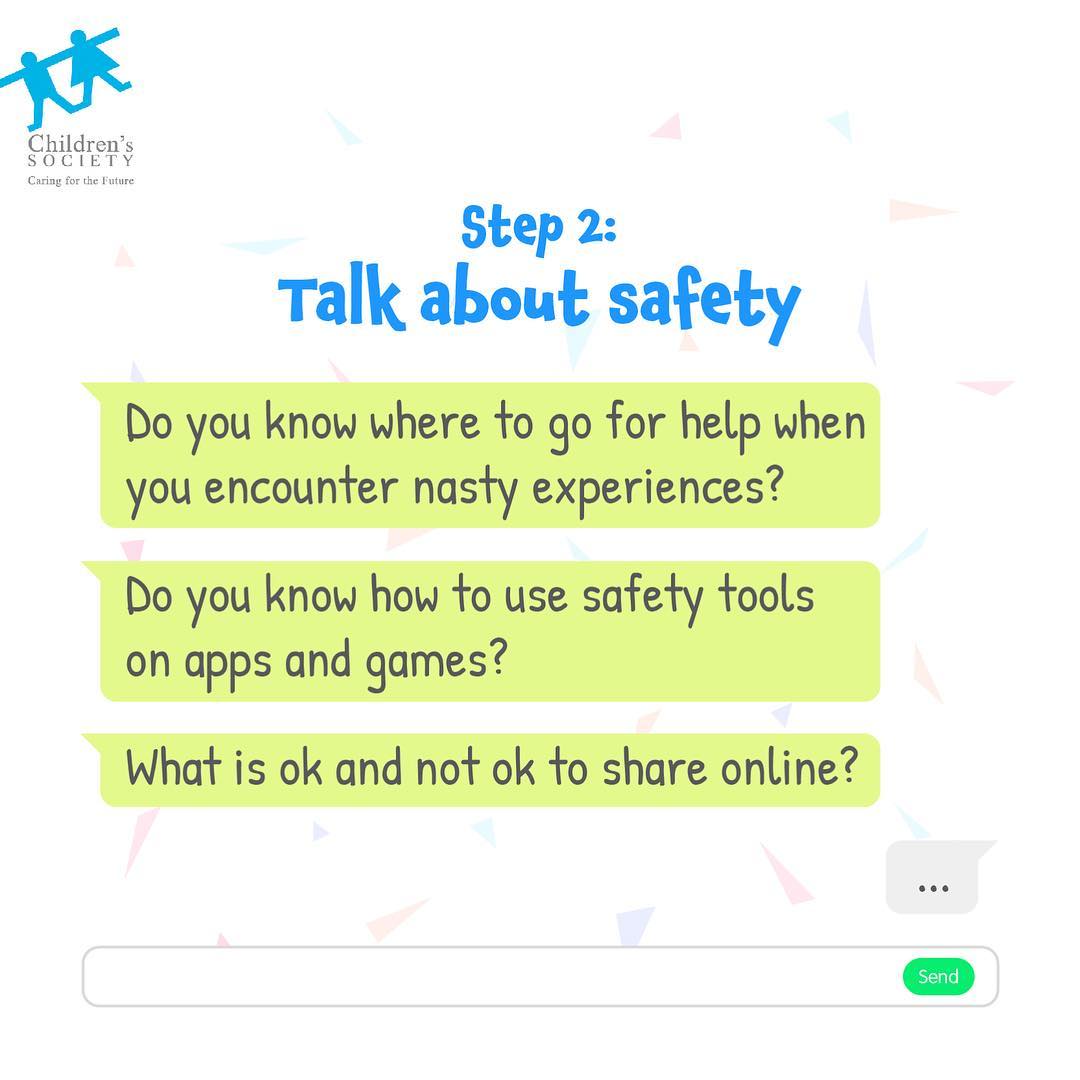 Children's
SOCIETY
Caring for the Future
Step 2:
Talk about safety
Do you know where to go for help when
you encounter nasty experiences?
Do you know how to use safety tools
on apps and games?
What is ok and not ok to share online?
...
Send